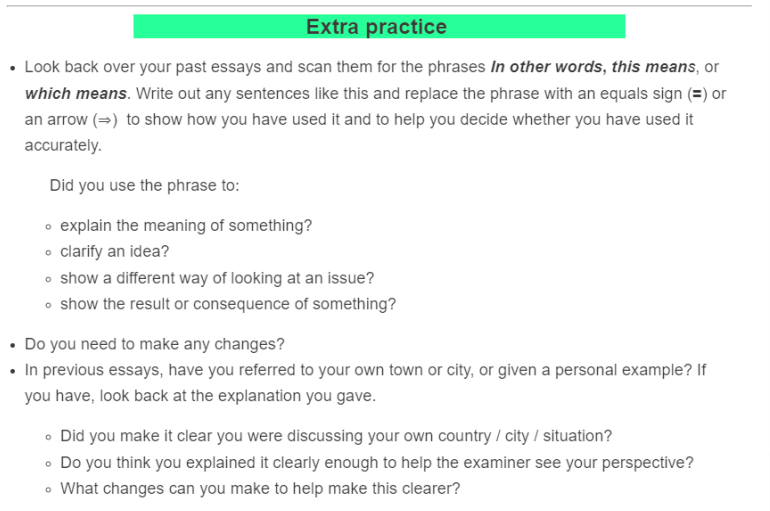 Extra practice
• Look back over your past essays and scan them for the phrases In other words, this means, or
which means. Write out any sentences like this and replace the phrase with an equals sign (=) or
an arrow (⇒) to show how you have used it and to help you decide whether you have used it
accurately.
Did you use the phrase to:
◦ explain the meaning of something?
◦ clarify an idea?
◦ show a different way of looking at an issue?
◦ show the result or consequence of something?
• Do you need to make any changes?
• In previous essays, have you referred to your own town or city, or given a personal example? If
you have, look back at the explanation you gave.
◦ Did you make it clear you were discussing your own country / city / situation?
◦ Do you think you explained it clearly enough to help the examiner see your perspective?
◦ What changes can you make to help make this clearer?